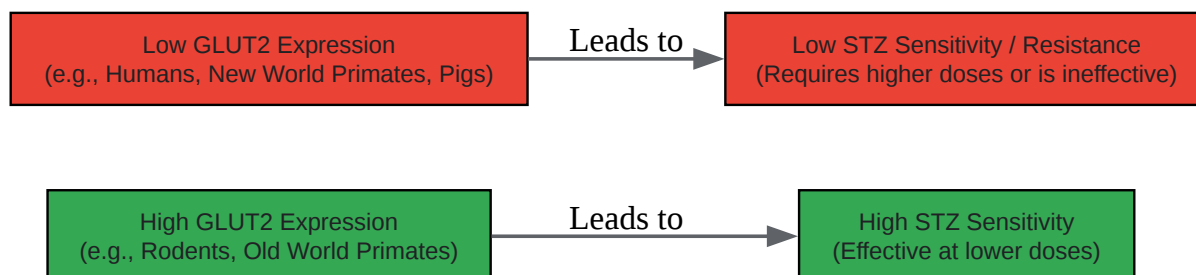 Low GLUT2 Expression
(e.g., Humans, New World Primates, Pigs)
Leads to
Low STZ Sensitivity / Resistance
(Requires higher doses or is ineffective)
High GLUT2 Expression
(e.g., Rodents, Old World Primates)
Leads to
High STZ Sensitivity
(Effective at lower doses)